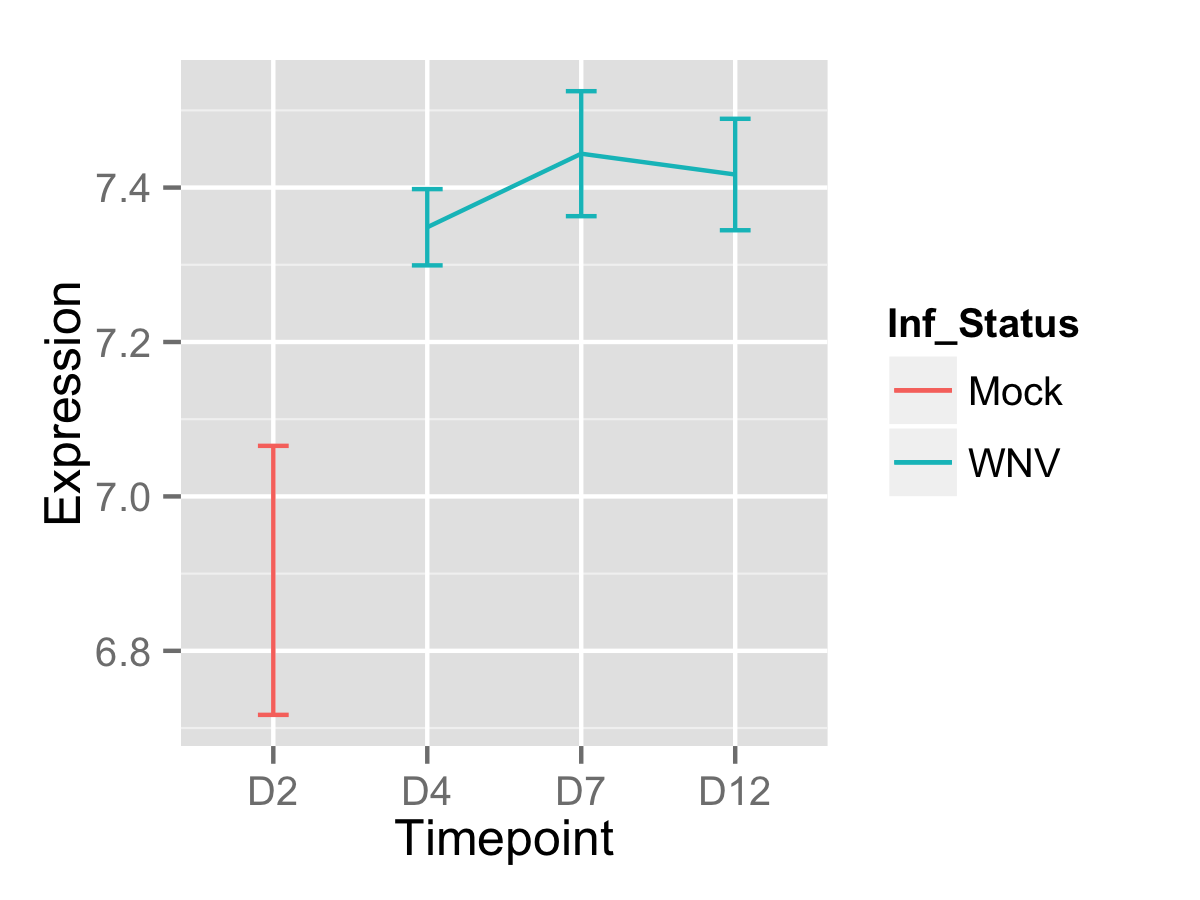 Expression
7.4
7.2
7.0
6.8
D2 D4 D7 D12
Timepoint
Inf_Status
Mock
WNV